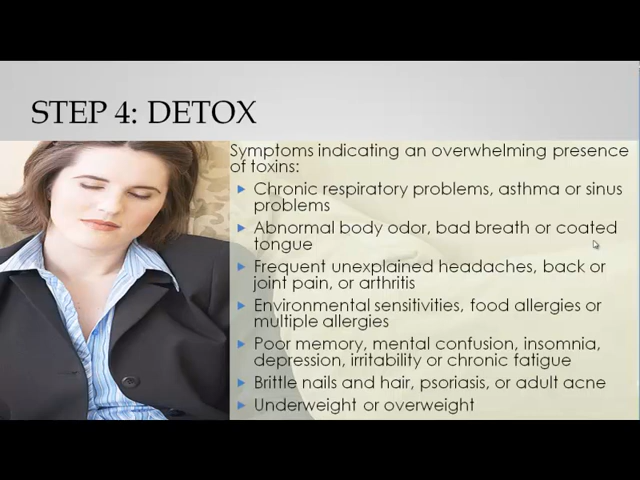 STEP 4: DETOX
Symptoms indicating an overwhelming presence
of toxins:
Chronic respiratory problems, asthma or sinus
problems
Abnormal body odor, bad breath or coated
tongue
Frequent unexplained headaches, back or
joint pain, or arthritis
Environmental sensitivities, food allergies or
multiple allergies
Poor memory, mental confusion, insomnia,
depression, irritability or chronic fatigue
Brittle nails and hair, psoriasis, or adult acne
Underweight or overweight